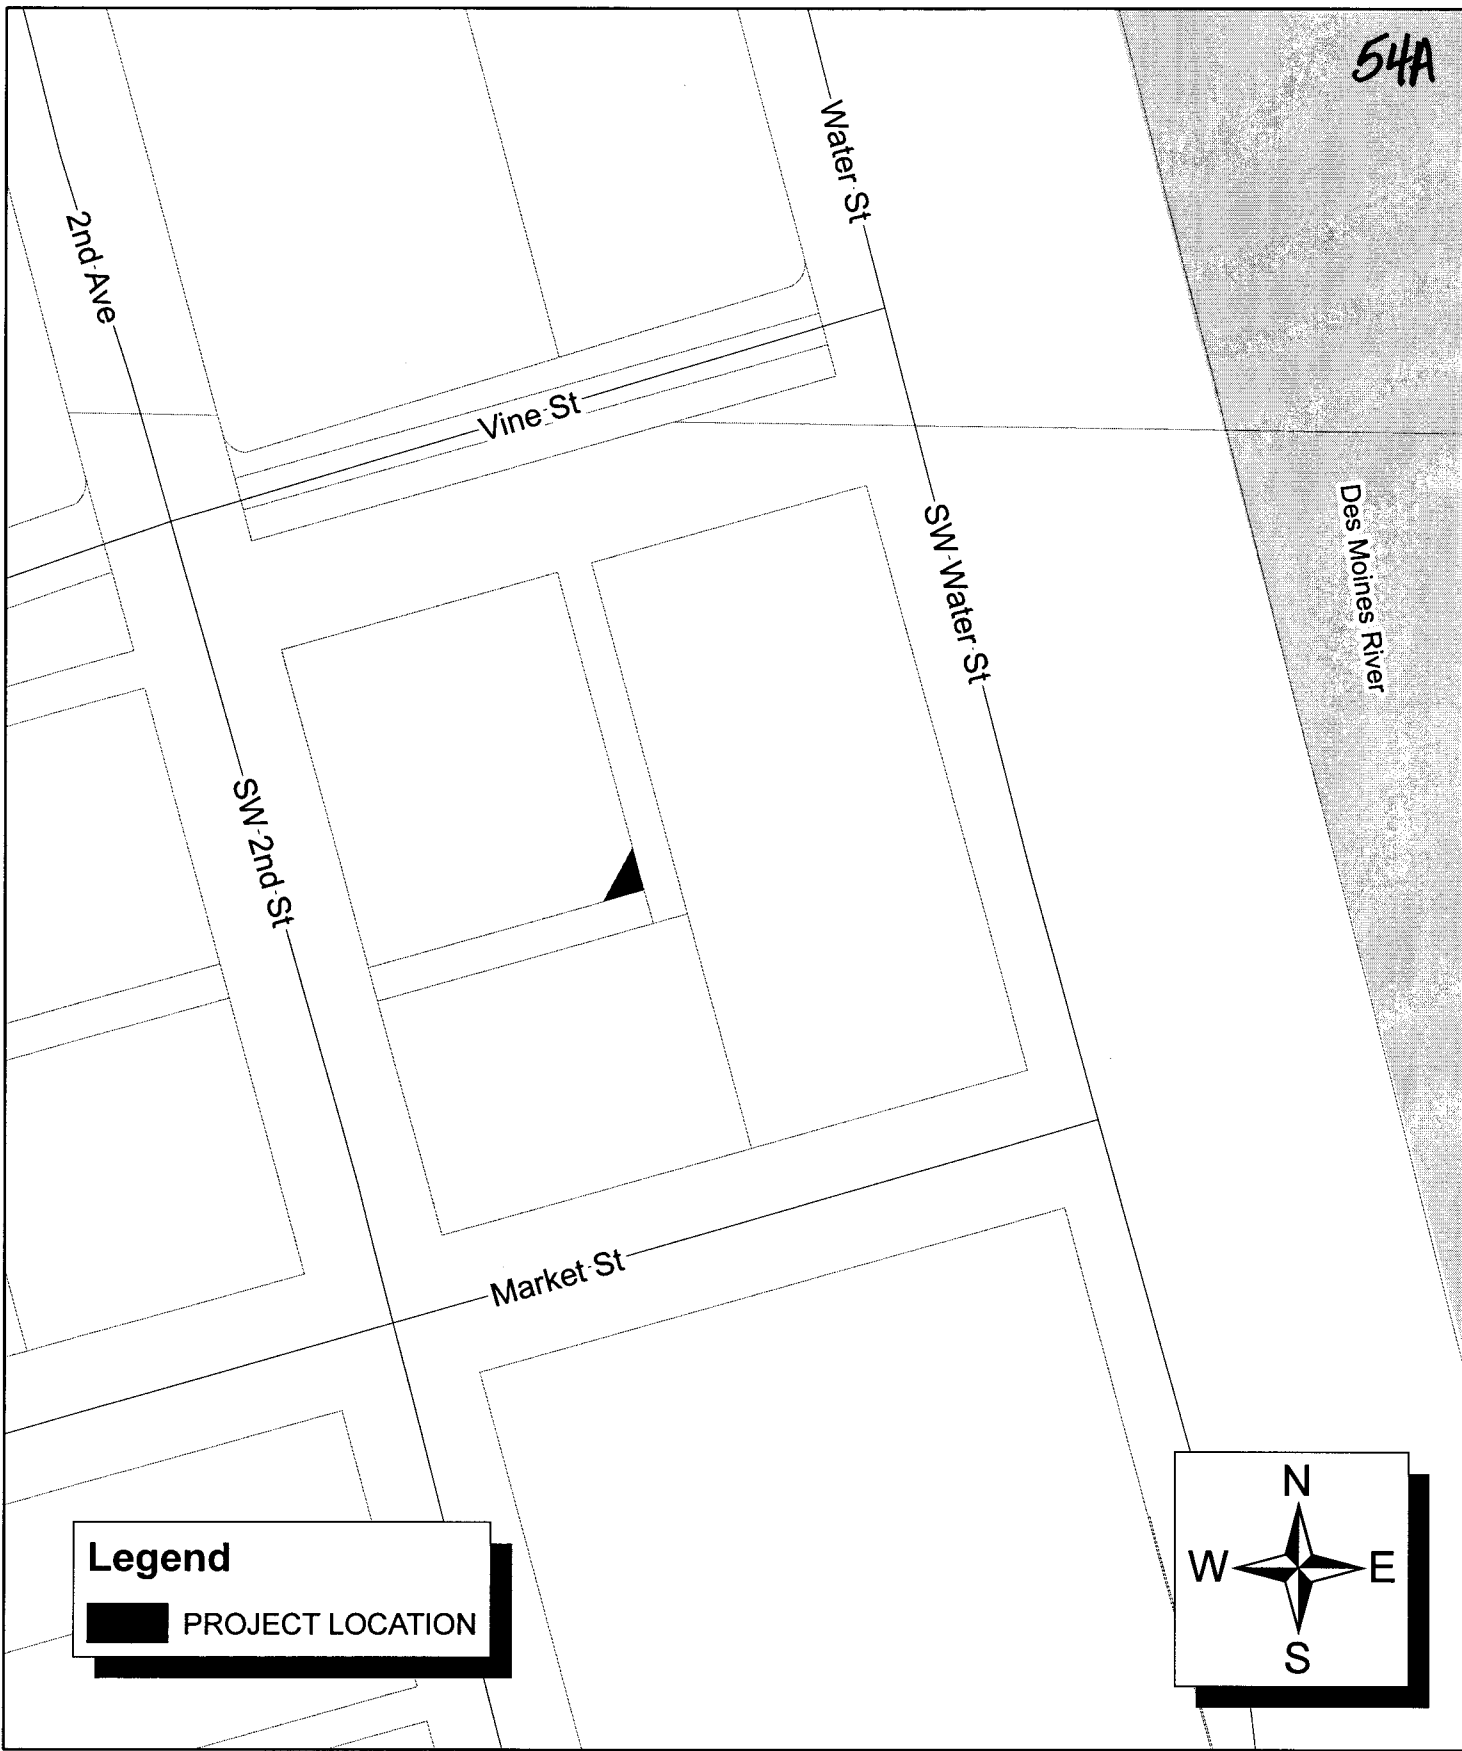 54A
Water St
2nd Ave
Vine St
SW Water St
Des Moines River
SW 2nd St
Market St
Legend
PROJECT LOCATION
N
W E
S